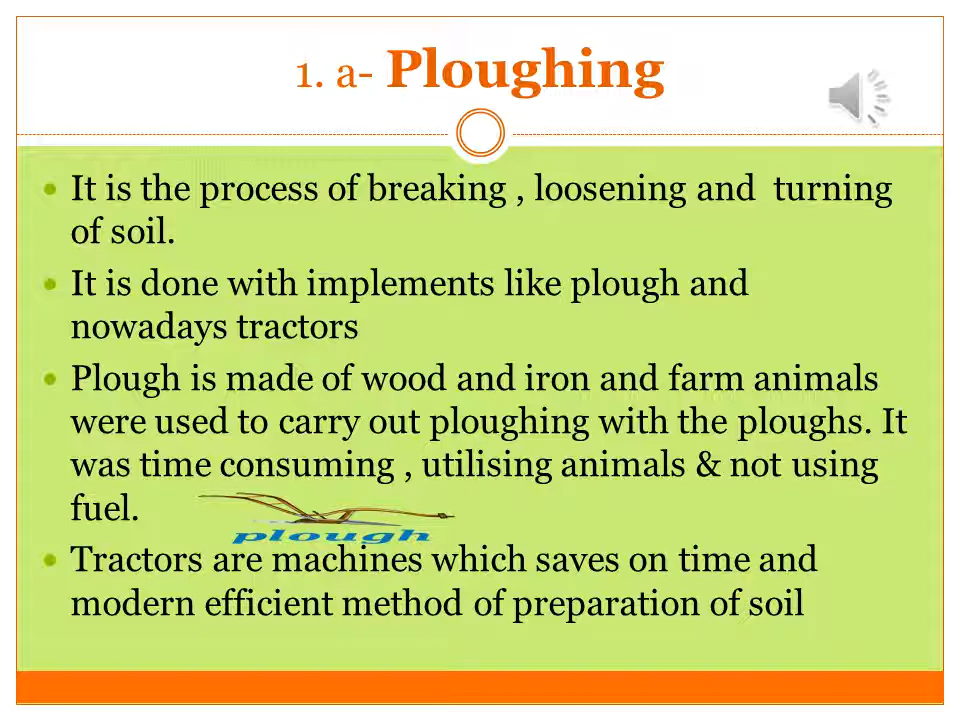 1. a- Ploughing
It is the process of breaking , loosening and turning
of soil.
It is done with implements like plough and
nowadays tractors
Plough is made of wood and iron and farm animals
were used to carry out ploughing with the ploughs. It
was time consuming , utilising animals & not using
fuel.
plough
Tractors are machines which saves on time and
modern efficient method of preparation of soil